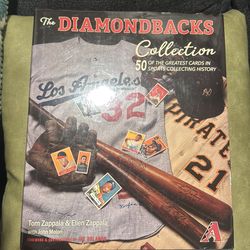 The DIAMONDBACKS
Collection
50 OF THE GREATEST CARDS IN
SPORTS COLLECTING HISTORY
Los Angeles
32
PIRATES
21
Tom Zappala & Ellen Zappala
with John Molori
A